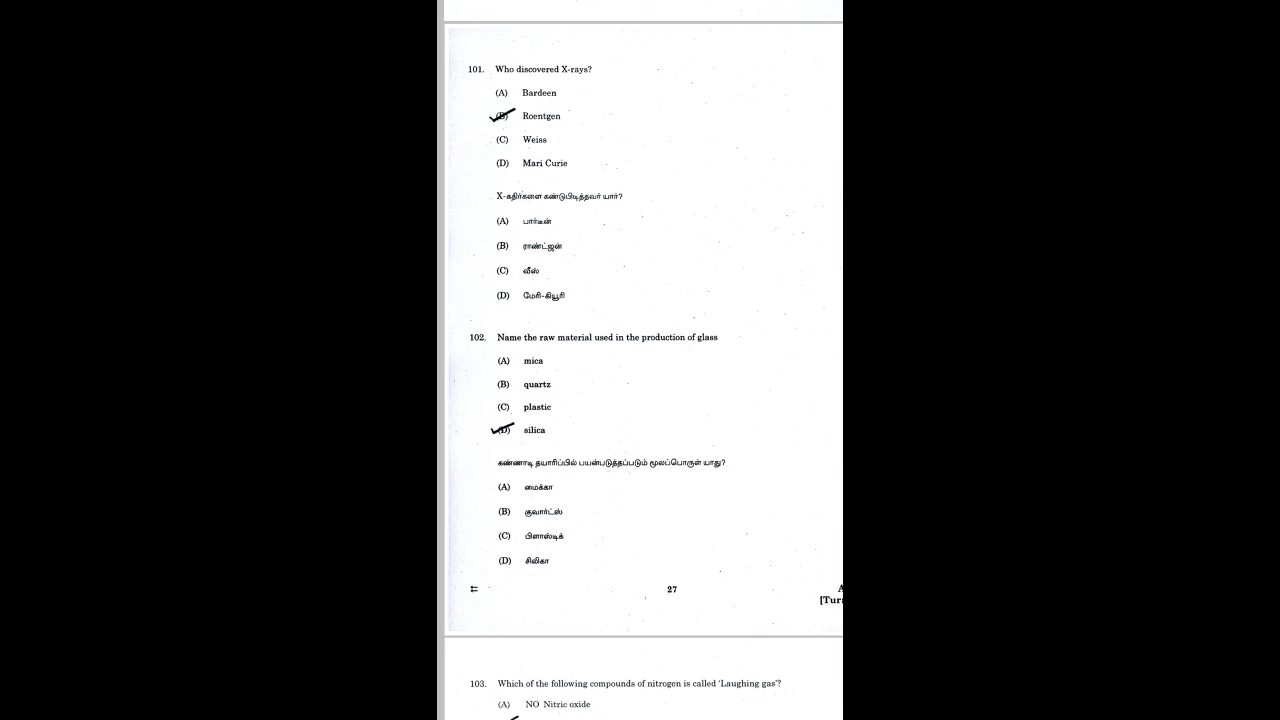 101. Who discovered X-rays?
(A) Bardeen
(B) Roentgen
(C) Weiss
(D) Mari Curie
X-கதிர்களை கண்டுபிடித்தவர் யார்?
(A) பார்டீன்
(B) ராண்ட்ஜன்
(C) வீஸ்
(D) மேரி-கியூரி
102. Name the raw material used in the production of glass
(A) mica
(B) quartz
(C) plastic
(D) silica
கண்ணாடி தயாரிப்பில் பயன்படுத்தப்படும் மூலப்பொருள் யாது?
(A) மைக்கா
(B) குவார்ட்ஸ்
(C) பிளாஸ்டிக்
(D) சிலிகா
27
103. Which of the following compounds of nitrogen is called 'Laughing gas'?
(A) NO Nitric oxide